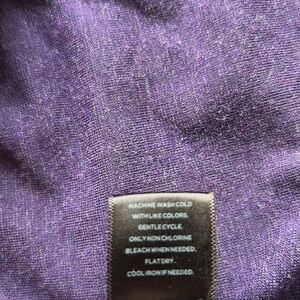 MACHINE WASH COLD
WITH LIKE COLORS.
GENTLE CYCLE.
ONLY NON CHLORINE
BLEACH WHEN NEEDED.
FLAT DRY.
COOL IRON IF NEEDED.